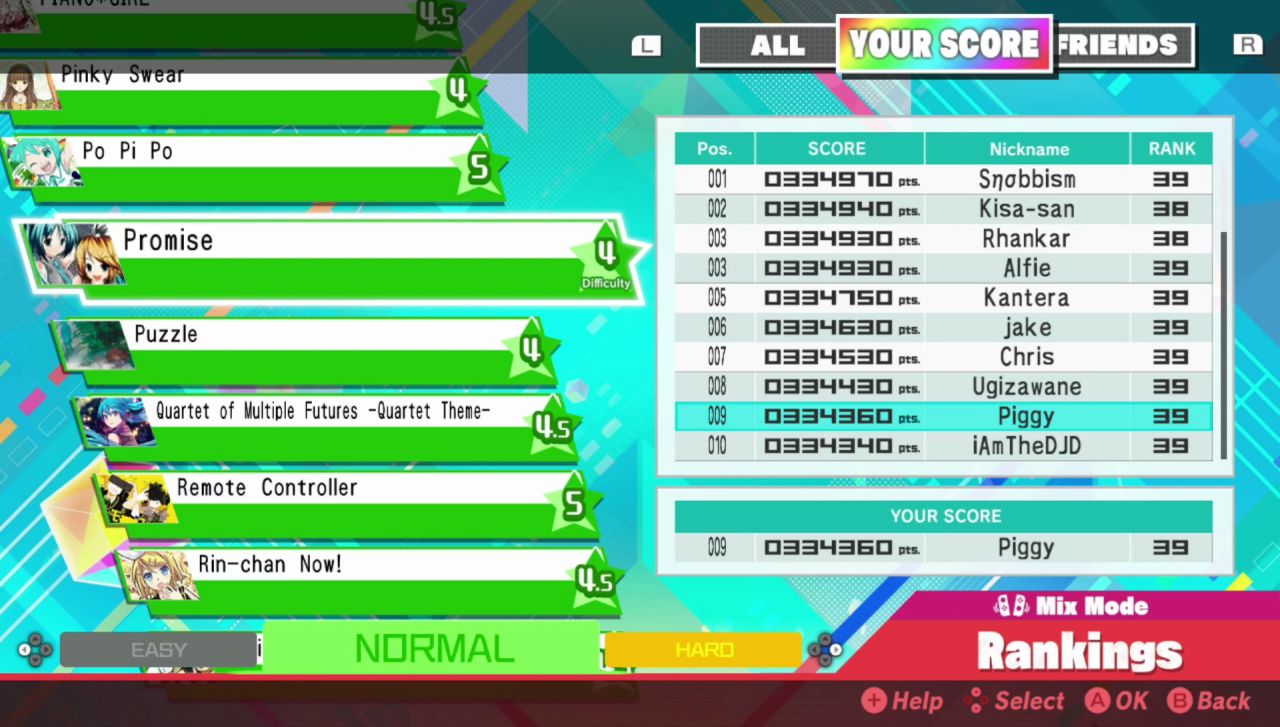 PIANO*GIRL
4.5
Pinky Swear
4
Po Pi Po
5
Promise
4
Difficulty
Puzzle
4
Quartet of Multiple Futures -Quartet Theme-
4.5
Remote Controller
5
Rin-chan Now!
4.5
EASY
NORMAL
HARD
L
ALL
YOUR SCORE
FRIENDS
R
Pos. SCORE Nickname RANK
001 0334970 pts. Sησbbism 39
002 0334940 pts. Kisa-san 38
003 0334930 pts. Rhankar 38
003 0334930 pts. Alfie 39
005 0334750 pts. Kantera 39
006 0334630 pts. jake 39
007 0334530 pts. Chris 39
008 0334430 pts. Ugizawane 39
009 0334360 pts. Piggy 39
010 0334340 pts. iAmTheDJD 39
YOUR SCORE
009 0334360 pts. Piggy 39
Mix Mode
Rankings
+ Help Select A OK B Back